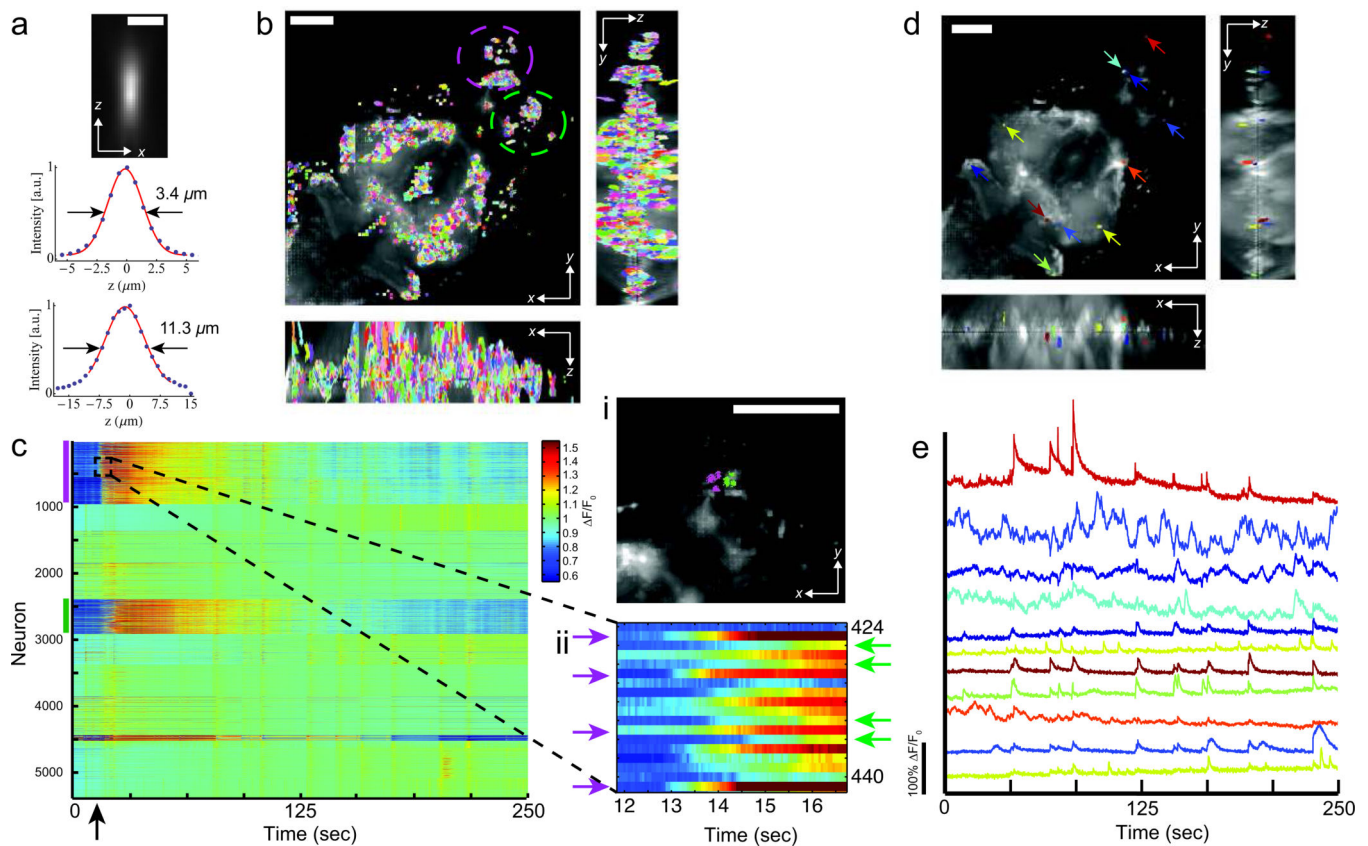 a
z
x
Intensity [a.u.]
1
0
3.4 µm
−5
−2.5
0
2.5
5
z (µm)
Intensity [a.u.]
1
0
11.3 µm
−15
−7.5
0
7.5
15
z (µm)
b
y
x
z
y
x
z
c
Neuron
1000
2000
3000
4000
5000
0
125
250
Time (sec)
1.5
1.4
1.3
1.2
1.1
1
0.9
0.8
0.7
0.6
ΔF/F0
i
y
x
ii
424
440
12
13
14
15
16
Time (sec)
d
y
x
z
y
x
z
e
100% ΔF/F0
0
125
250
Time (sec)